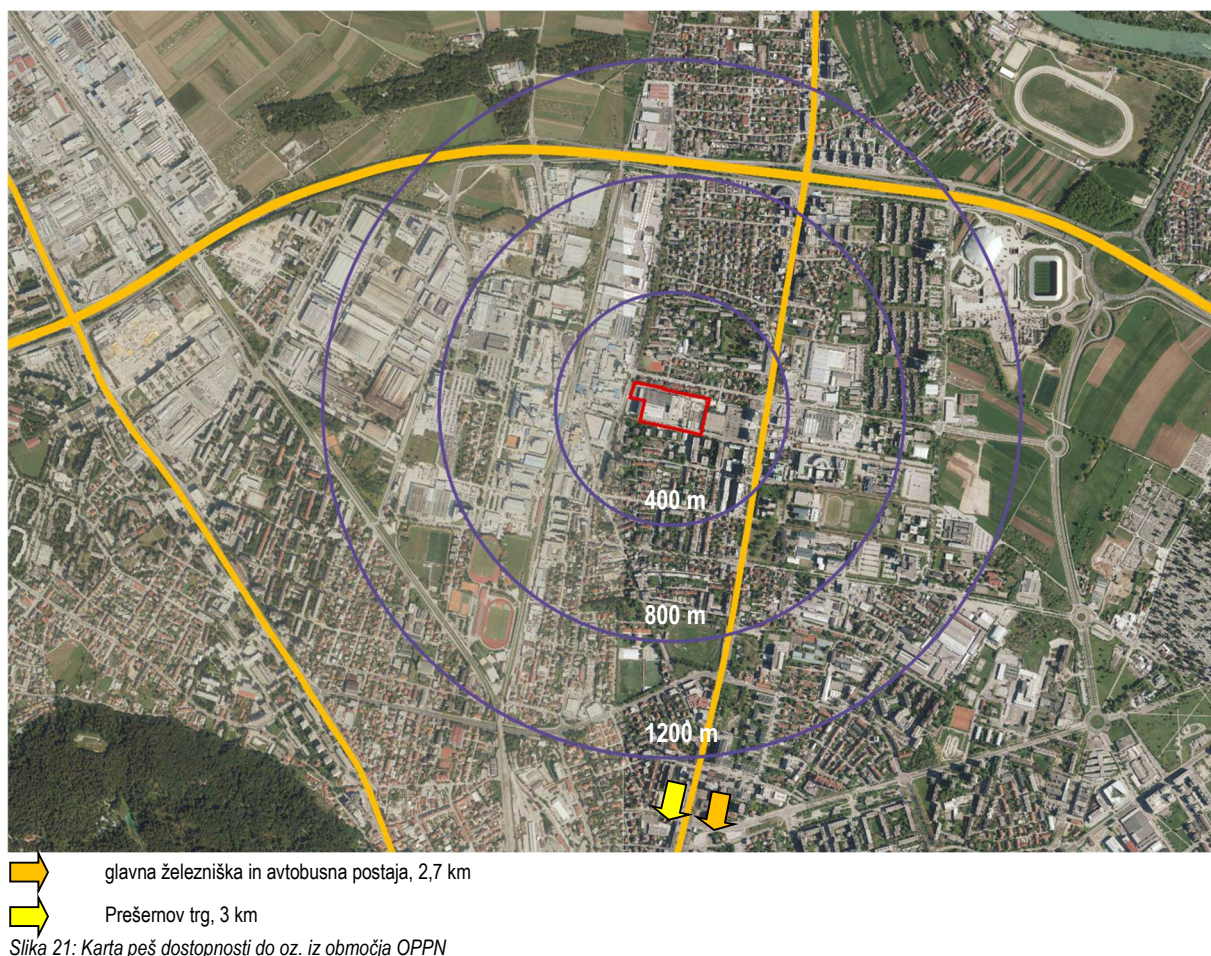 400 m
800 m
1200 m
glavna železniška in avtobusna postaja, 2,7 km
Prešernov trg, 3 km
Slika 21: Karta peš dostopnosti do oz. iz območja OPPN